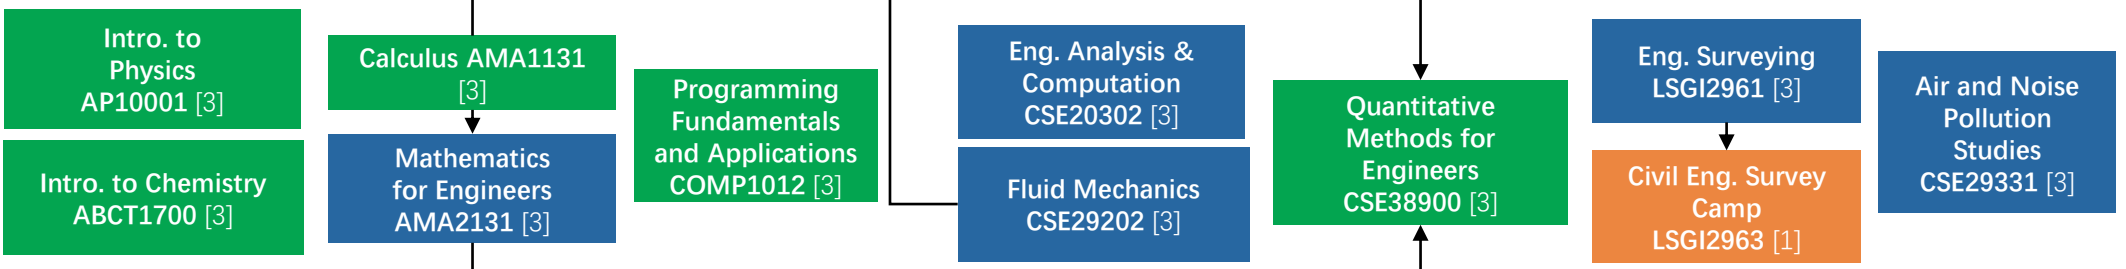 Intro. to
Physics
AP10001 [3]
Intro. to Chemistry
ABCT1700 [3]
Calculus AMA1131
[3]
Mathematics
for Engineers
AMA2131 [3]
Programming
Fundamentals
and Applications
COMP1012 [3]
Eng. Analysis &
Computation
CSE20302 [3]
Fluid Mechanics
CSE29202 [3]
Quantitative
Methods for
Engineers
CSE38900 [3]
Eng. Surveying
LSGI2961 [3]
Civil Eng. Survey
Camp
LSGI2963 [1]
Air and Noise
Pollution
Studies
CSE29331 [3]